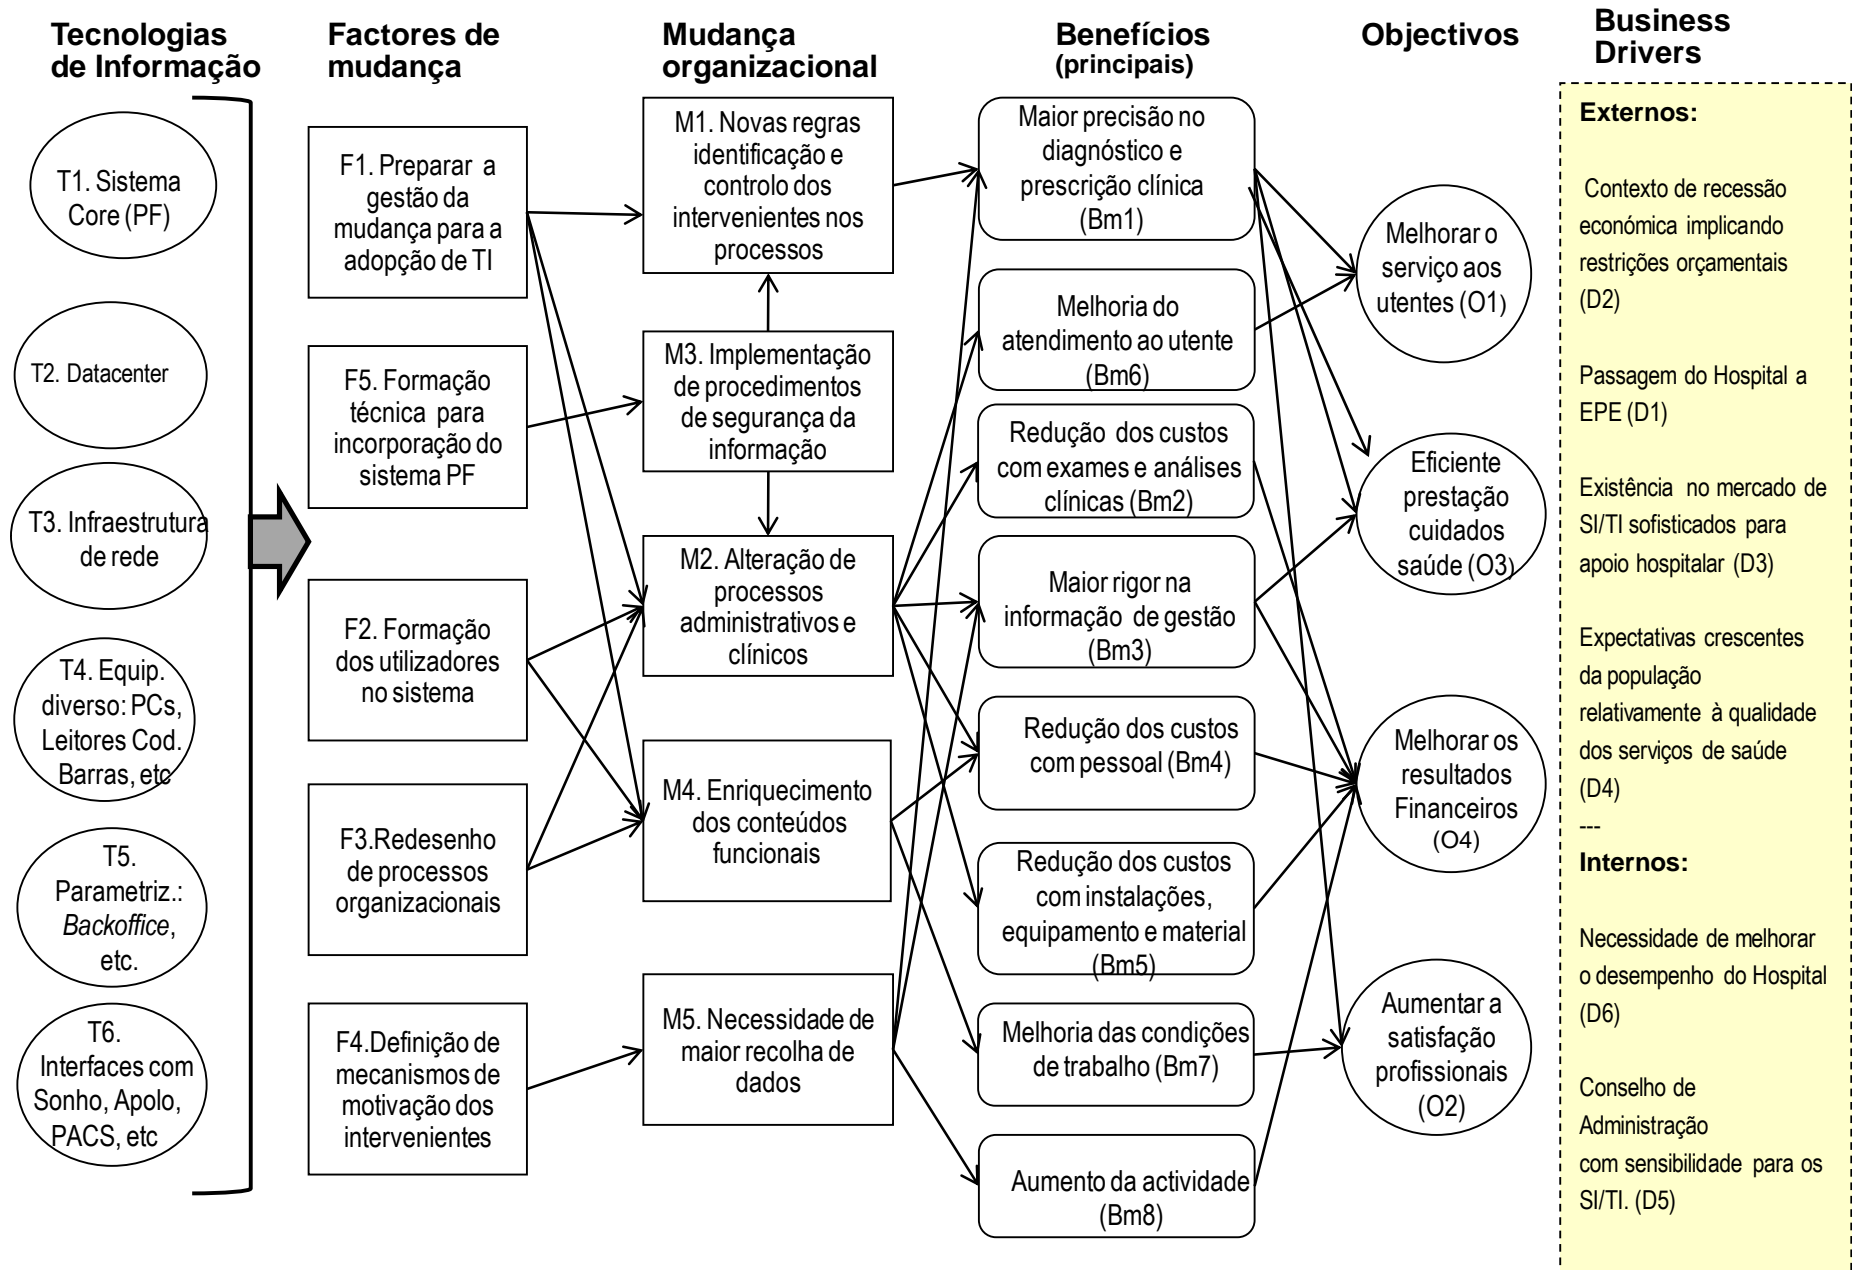 Tecnologias
de Informação
T1. Sistema
Core (PF)
T2. Datacenter
T3. Infraestrutura
de rede
T4. Equip.
diverso: PCs,
Leitores Cod.
Barras, etc
T5.
Parametriz.:
Backoffice,
etc.
T6.
Interfaces com
Sonho, Apolo,
PACS, etc
Factores de
mudança
F1. Preparar a
gestão da
mudança para a
adopção de TI
F5. Formação
técnica para
incorporação do
sistema PF
F2. Formação
dos utilizadores
no sistema
F3.Redesenho
de processos
organizacionais
F4.Definição de
mecanismos de
motivação dos
intervenientes
Mudança
organizacional
M1. Novas regras
identificação e
controlo dos
intervenientes nos
processos
M3. Implementação
de procedimentos
de segurança da
informação
M2. Alteração de
processos
administrativos e
clínicos
M4. Enriquecimento
dos conteúdos
funcionais
M5. Necessidade de
maior recolha de
dados
Benefícios
(principais)
Maior precisão no
diagnóstico e
prescrição clínica
(Bm1)
Melhoria do
atendimento ao utente
(Bm6)
Redução dos custos
com exames e análises
clínicas (Bm2)
Maior rigor na
informação de gestão
(Bm3)
Redução dos custos
com pessoal (Bm4)
Redução dos custos
com instalações,
equipamento e material
(Bm5)
Melhoria das condições
de trabalho (Bm7)
Aumento da actividade
(Bm8)
Objectivos
Melhorar o
serviço aos
utentes (O1)
Eficiente
prestação
cuidados
saúde (O3)
Melhorar os
resultados
Financeiros
(O4)
Aumentar a
satisfação
profissionais
(O2)
Business
Drivers
Externos:
Contexto de recessão
económica implicando
restrições orçamentais
(D2)
Passagem do Hospital a
EPE (D1)
Existência no mercado de
SI/TI sofisticados para
apoio hospitalar (D3)
Expectativas crescentes
da população
relativamente à qualidade
dos serviços de saúde
(D4)
---
Internos:
Necessidade de melhorar
o desempenho do Hospital
(D6)
Conselho de
Administração
com sensibilidade para os
SI/TI. (D5)